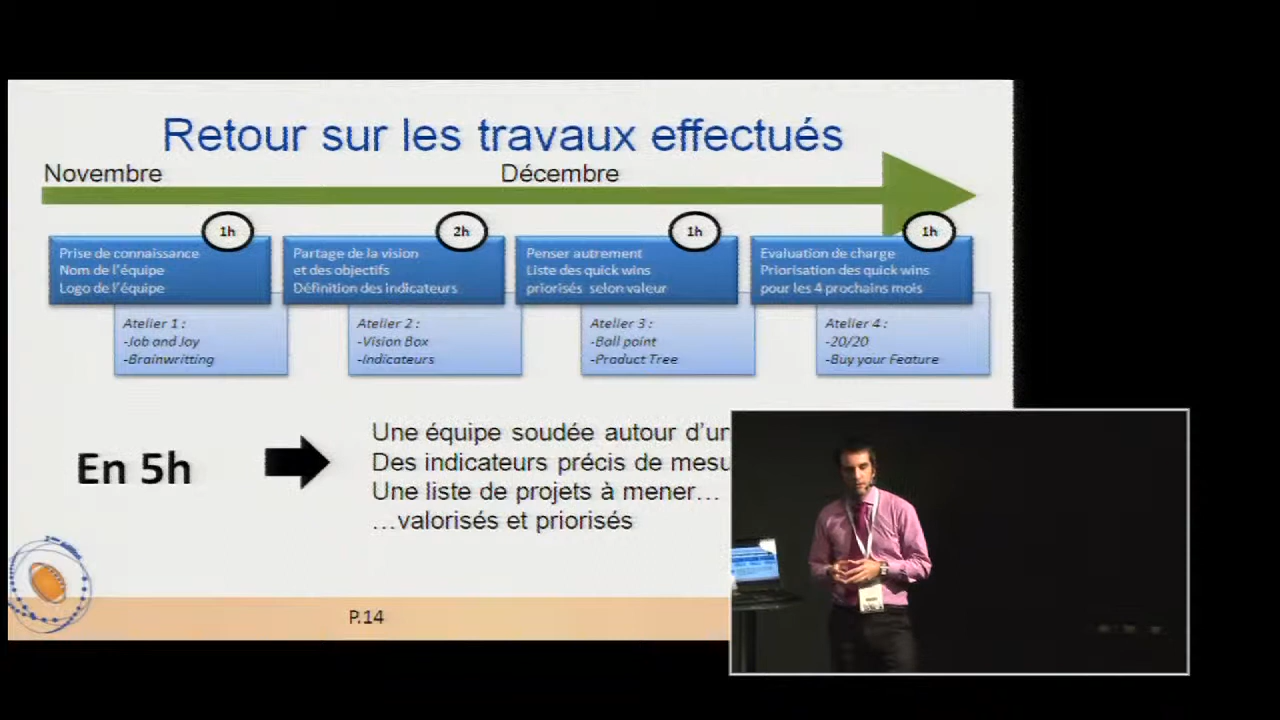 Retour sur les travaux effectués
Novembre
Décembre
1h
2h
1h
1h
Prise de connaissance
Nom de l'équipe
Logo de l'équipe
Partage de la vision
et des objectifs
Définition des indicateurs
Penser autrement
Liste des quick wins
priorisés selon valeur
Evaluation de charge
Priorisation des quick wins
pour les 4 prochains mois
Atelier 1 :
-Job and Joy
-Brainwritting
Atelier 2 :
-Vision Box
-Indicateurs
Atelier 3 :
-Ball point
-Product Tree
Atelier 4 :
-20/20
-Buy your Feature
En 5h
Une équipe soudée autour
Des indicateurs précis de
Une liste de projets à mener…
…valorisés et priorisés
P.14